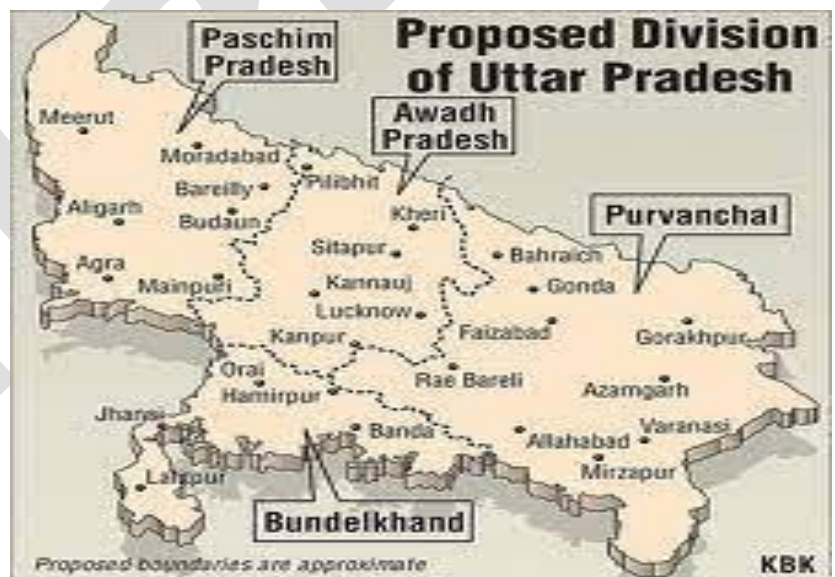 Proposed Division
of Uttar Pradesh
Paschim
Pradesh
Awadh
Pradesh
Purvanchal
Bundelkhand
Meerut
Moradabad
Pilibhit
Bareilly
Aligarh
Budaun
Kheri
Sitapur
Bahraich
Agra
Mainpuri
Kannauj
Gonda
Lucknow
Faizabad
Gorakhpur
Kanpur
Orai
Rae Bareli
Hamirpur
Azamgarh
Jhansi
Banda
Allahabad
Varanasi
Mirzapur
Lalitpur
Proposed boundaries are approximate
KBK